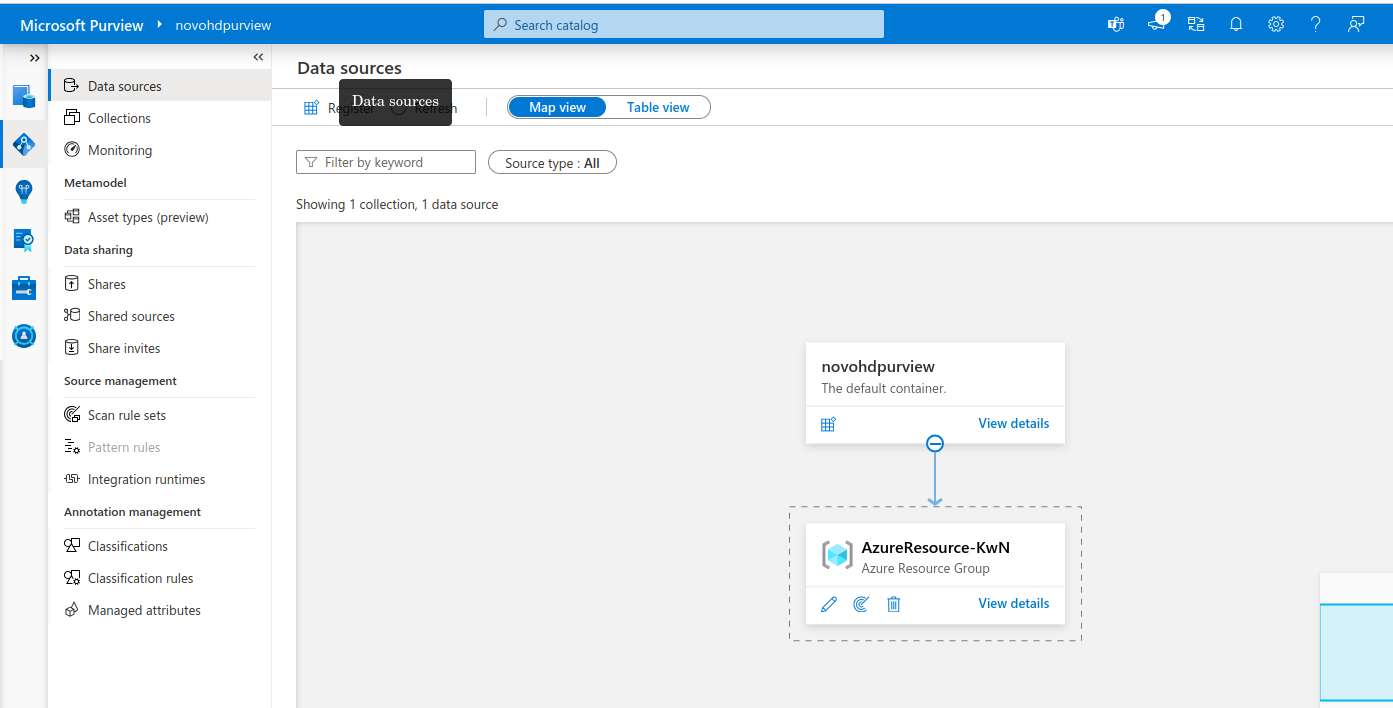 Microsoft Purview novohdpurview
Search catalog
1
Data sources
Collections
Monitoring
Metamodel
Asset types (preview)
Data sharing
Shares
Shared sources
Share invites
Source management
Scan rule sets
Pattern rules
Integration runtimes
Annotation management
Classifications
Classification rules
Managed attributes
Data sources
Data sources
Register Refresh
Map view Table view
Filter by keyword Source type : All
Showing 1 collection, 1 data source
novohdpurview
The default container.
View details
AzureResource-KwN
Azure Resource Group
View details